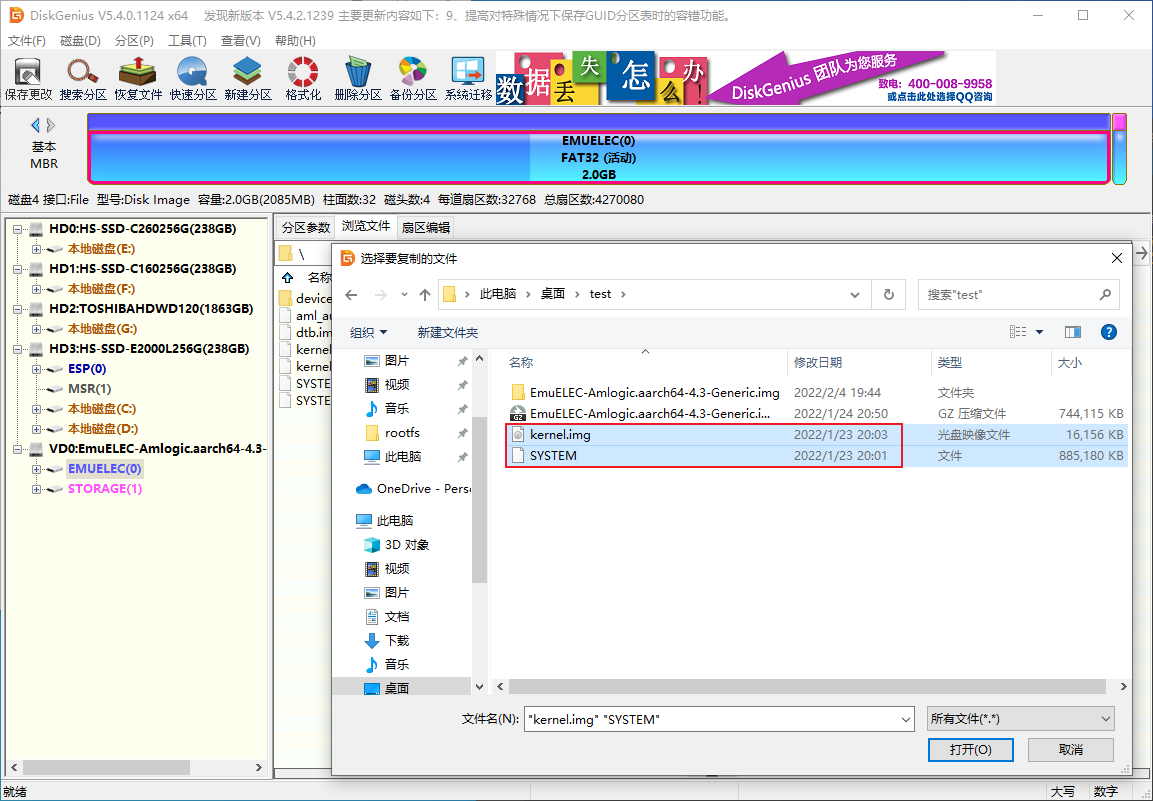 DiskGenius V5.4.0.1124 x64 发现新版本 V5.4.2.1239 主要更新内容如下：9、提高对特殊情况下保存GUID分区表时的容错功能。
文件(F) 磁盘(D) 分区(P) 工具(T) 查看(V) 帮助(H)
保存更改 搜索分区 恢复文件 快速分区 新建分区 格式化 删除分区 备份分区 系统迁移
数据丢失怎么办！
DiskGenius 团队为您服务
致电：400-008-9958
或点击此处选择QQ咨询
基本
MBR
EMUELEC(0)
FAT32 (活动)
2.0GB
磁盘4 接口:File 型号:Disk Image 容量:2.0GB(2085MB) 柱面数:32 磁头数:4 每道扇区数:32768 总扇区数:4270080
HD0:HS-SSD-C260256G(238GB)
本地磁盘(E:)
HD1:HS-SSD-C160256G(238GB)
本地磁盘(F:)
HD2:TOSHIBAHDWD120(1863GB)
本地磁盘(G:)
HD3:HS-SSD-E2000L256G(238GB)
ESP(0)
MSR(1)
本地磁盘(C:)
本地磁盘(D:)
VD0:EmuELEC-Amlogic.aarch64-4.3-
EMUELEC(0)
STORAGE(1)
分区参数 浏览文件 扇区编辑
\
名称
device
aml_au
dtb.im
kernel
kernel
SYSTE
SYSTE
选择要复制的文件
此电脑 › 桌面 › test ›
搜索"test"
组织 新建文件夹
图片
视频
音乐
rootfs
此电脑
OneDrive - Perso
此电脑
3D 对象
视频
图片
文档
下载
音乐
桌面
名称 修改日期 类型 大小
EmuELEC-Amlogic.aarch64-4.3-Generic.img 2022/2/4 19:44 文件夹
EmuELEC-Amlogic.aarch64-4.3-Generic.i... 2022/1/24 20:50 GZ 压缩文件 744,115 KB
kernel.img 2022/1/23 20:03 光盘映像文件 16,156 KB
SYSTEM 2022/1/23 20:01 文件 885,180 KB
文件名(N): "kernel.img" "SYSTEM" 所有文件(*.*)
打开(O) 取消
就绪 大写 数字